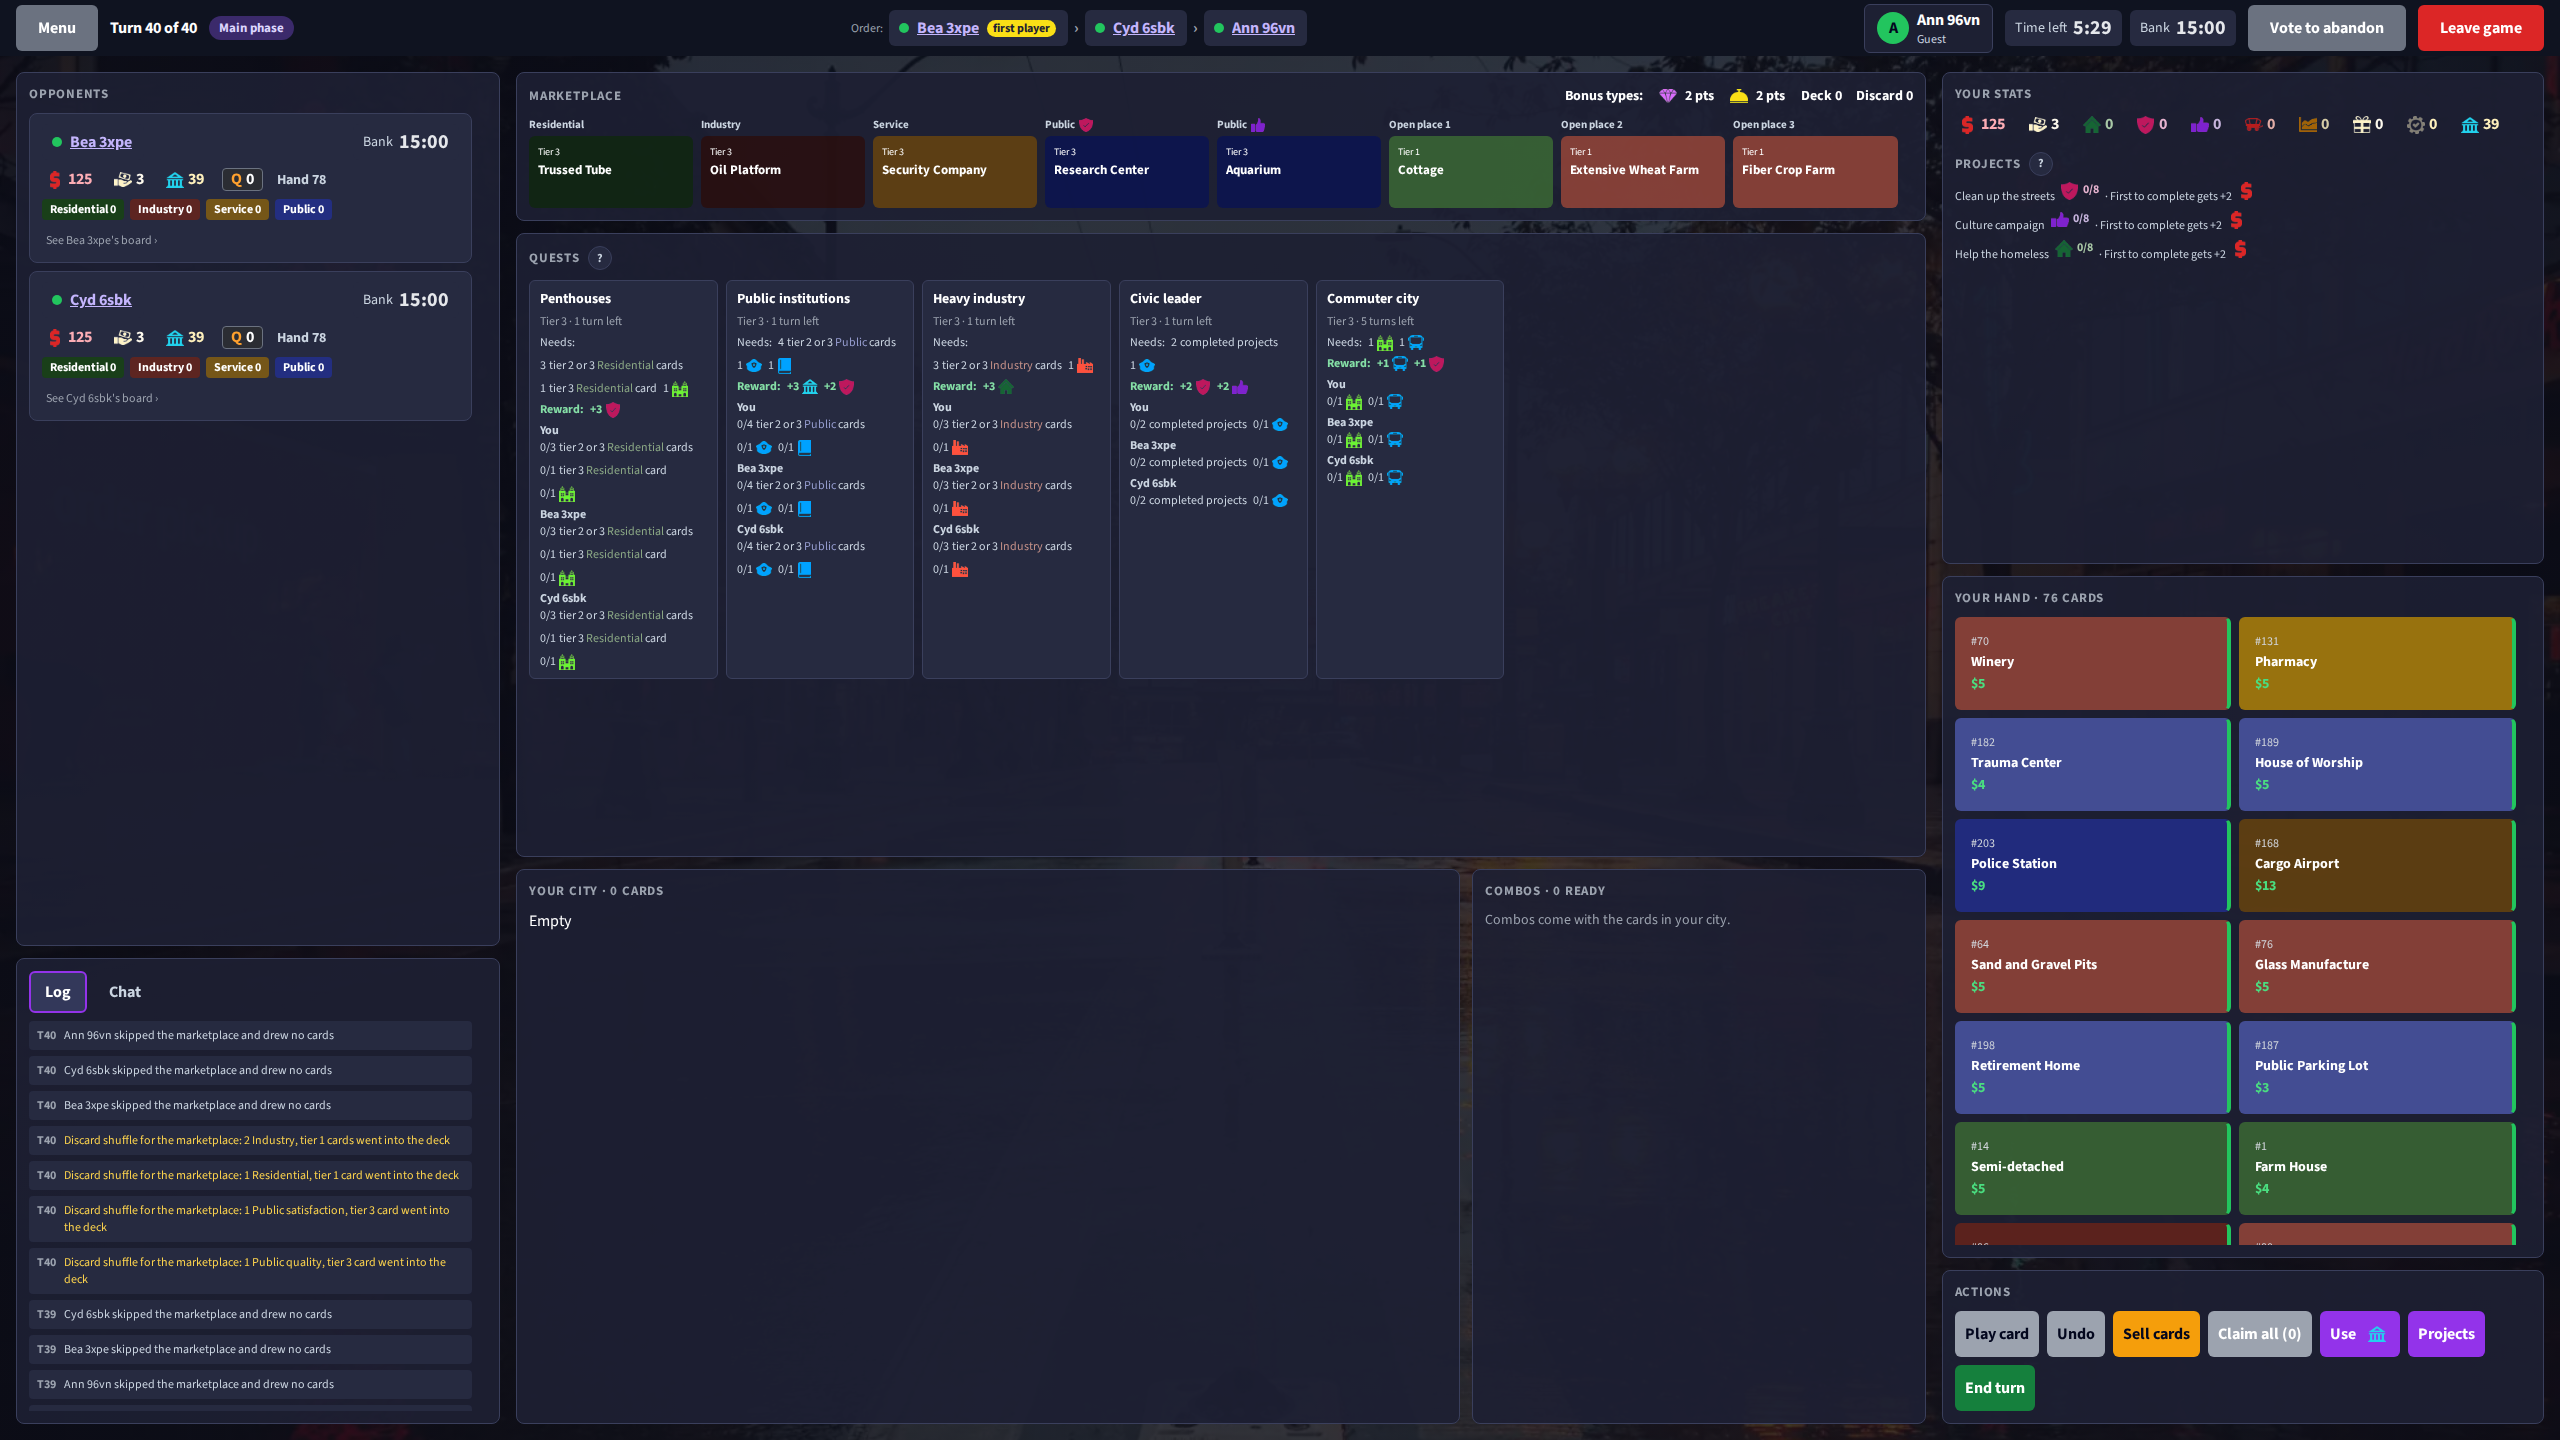 Menu
Turn 40 of 40
Main phase
Order:
Bea 3xpe
first player
›
Cyd 6sbk
›
Ann 96vn
A
Ann 96vn
Guest
Time left 5:29
Bank 15:00
Vote to abandon
Leave game
OPPONENTS
Bea 3xpe
Bank 15:00
125
3
39
Q 0
Hand 78
Residential 0
Industry 0
Service 0
Public 0
See Bea 3xpe's board ›
Cyd 6sbk
Bank 15:00
125
3
39
Q 0
Hand 78
Residential 0
Industry 0
Service 0
Public 0
See Cyd 6sbk's board ›
Log
Chat
T40 Ann 96vn skipped the marketplace and drew no cards
T40 Cyd 6sbk skipped the marketplace and drew no cards
T40 Bea 3xpe skipped the marketplace and drew no cards
T40 Discard shuffle for the marketplace: 2 Industry, tier 1 cards went into the deck
T40 Discard shuffle for the marketplace: 1 Residential, tier 1 card went into the deck
T40 Discard shuffle for the marketplace: 1 Public satisfaction, tier 3 card went into
the deck
T40 Discard shuffle for the marketplace: 1 Public quality, tier 3 card went into the
deck
T39 Cyd 6sbk skipped the marketplace and drew no cards
T39 Bea 3xpe skipped the marketplace and drew no cards
T39 Ann 96vn skipped the marketplace and drew no cards
MARKETPLACE
Bonus types: 2 pts 2 pts Deck 0 Discard 0
Residential
Tier 3
Trussed Tube
Industry
Tier 3
Oil Platform
Service
Tier 3
Security Company
Public
Tier 3
Research Center
Public
Tier 3
Aquarium
Open place 1
Tier 1
Cottage
Open place 2
Tier 1
Extensive Wheat Farm
Open place 3
Tier 1
Fiber Crop Farm
QUESTS ?
Penthouses
Tier 3 · 1 turn left
Needs:
3 tier 2 or 3 Residential cards
1 tier 3 Residential card 1
Reward: +3
You
0/3 tier 2 or 3 Residential cards
0/1 tier 3 Residential card
0/1
Bea 3xpe
0/3 tier 2 or 3 Residential cards
0/1 tier 3 Residential card
0/1
Cyd 6sbk
0/3 tier 2 or 3 Residential cards
0/1 tier 3 Residential card
0/1
Public institutions
Tier 3 · 1 turn left
Needs: 4 tier 2 or 3 Public cards
1 1
Reward: +3 +2
You
0/4 tier 2 or 3 Public cards
0/1 0/1
Bea 3xpe
0/4 tier 2 or 3 Public cards
0/1 0/1
Cyd 6sbk
0/4 tier 2 or 3 Public cards
0/1 0/1
Heavy industry
Tier 3 · 1 turn left
Needs:
3 tier 2 or 3 Industry cards 1
Reward: +3
You
0/3 tier 2 or 3 Industry cards
0/1
Bea 3xpe
0/3 tier 2 or 3 Industry cards
0/1
Cyd 6sbk
0/3 tier 2 or 3 Industry cards
0/1
Civic leader
Tier 3 · 1 turn left
Needs: 2 completed projects
1
Reward: +2 +2
You
0/2 completed projects 0/1
Bea 3xpe
0/2 completed projects 0/1
Cyd 6sbk
0/2 completed projects 0/1
Commuter city
Tier 3 · 5 turns left
Needs: 1 1
Reward: +1 +1
You
0/1 0/1
Bea 3xpe
0/1 0/1
Cyd 6sbk
0/1 0/1
YOUR CITY · 0 CARDS
Empty
COMBOS · 0 READY
Combos come with the cards in your city.
YOUR STATS
125 3 0 0 0 0 0 0 0 39
PROJECTS ?
Clean up the streets 0/8 · First to complete gets +2
Culture campaign 0/8 · First to complete gets +2
Help the homeless 0/8 · First to complete gets +2
YOUR HAND · 76 CARDS
#70
Winery
$5
#131
Pharmacy
$5
#182
Trauma Center
$4
#189
House of Worship
$5
#203
Police Station
$9
#168
Cargo Airport
$13
#64
Sand and Gravel Pits
$5
#76
Glass Manufacture
$5
#198
Retirement Home
$5
#187
Public Parking Lot
$3
#14
Semi-detached
$5
#1
Farm House
$4
ACTIONS
Play card
Undo
Sell cards
Claim all (0)
Use
Projects
End turn